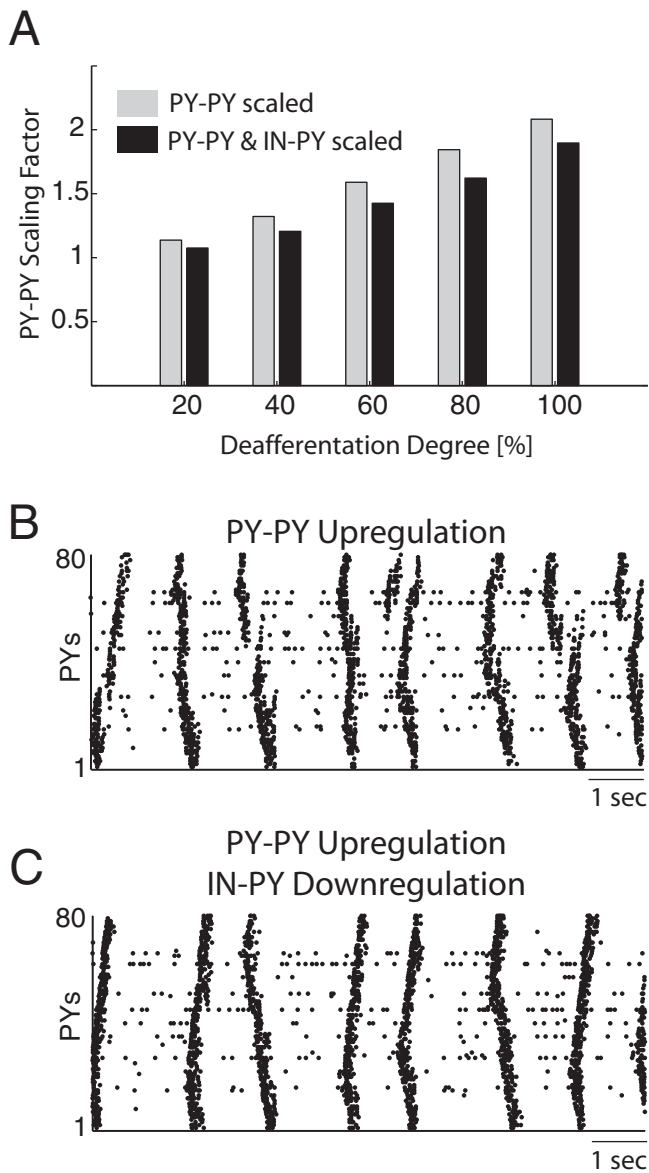 A
PY-PY scaled
PY-PY & IN-PY scaled
PY-PY Scaling Factor
2
1.5
1
0.5
20 40 60 80 100
Deafferentation Degree [%]
B
PY-PY Upregulation
80
PYs
1
1 sec
C
PY-PY Upregulation
IN-PY Downregulation
80
PYs
1
1 sec